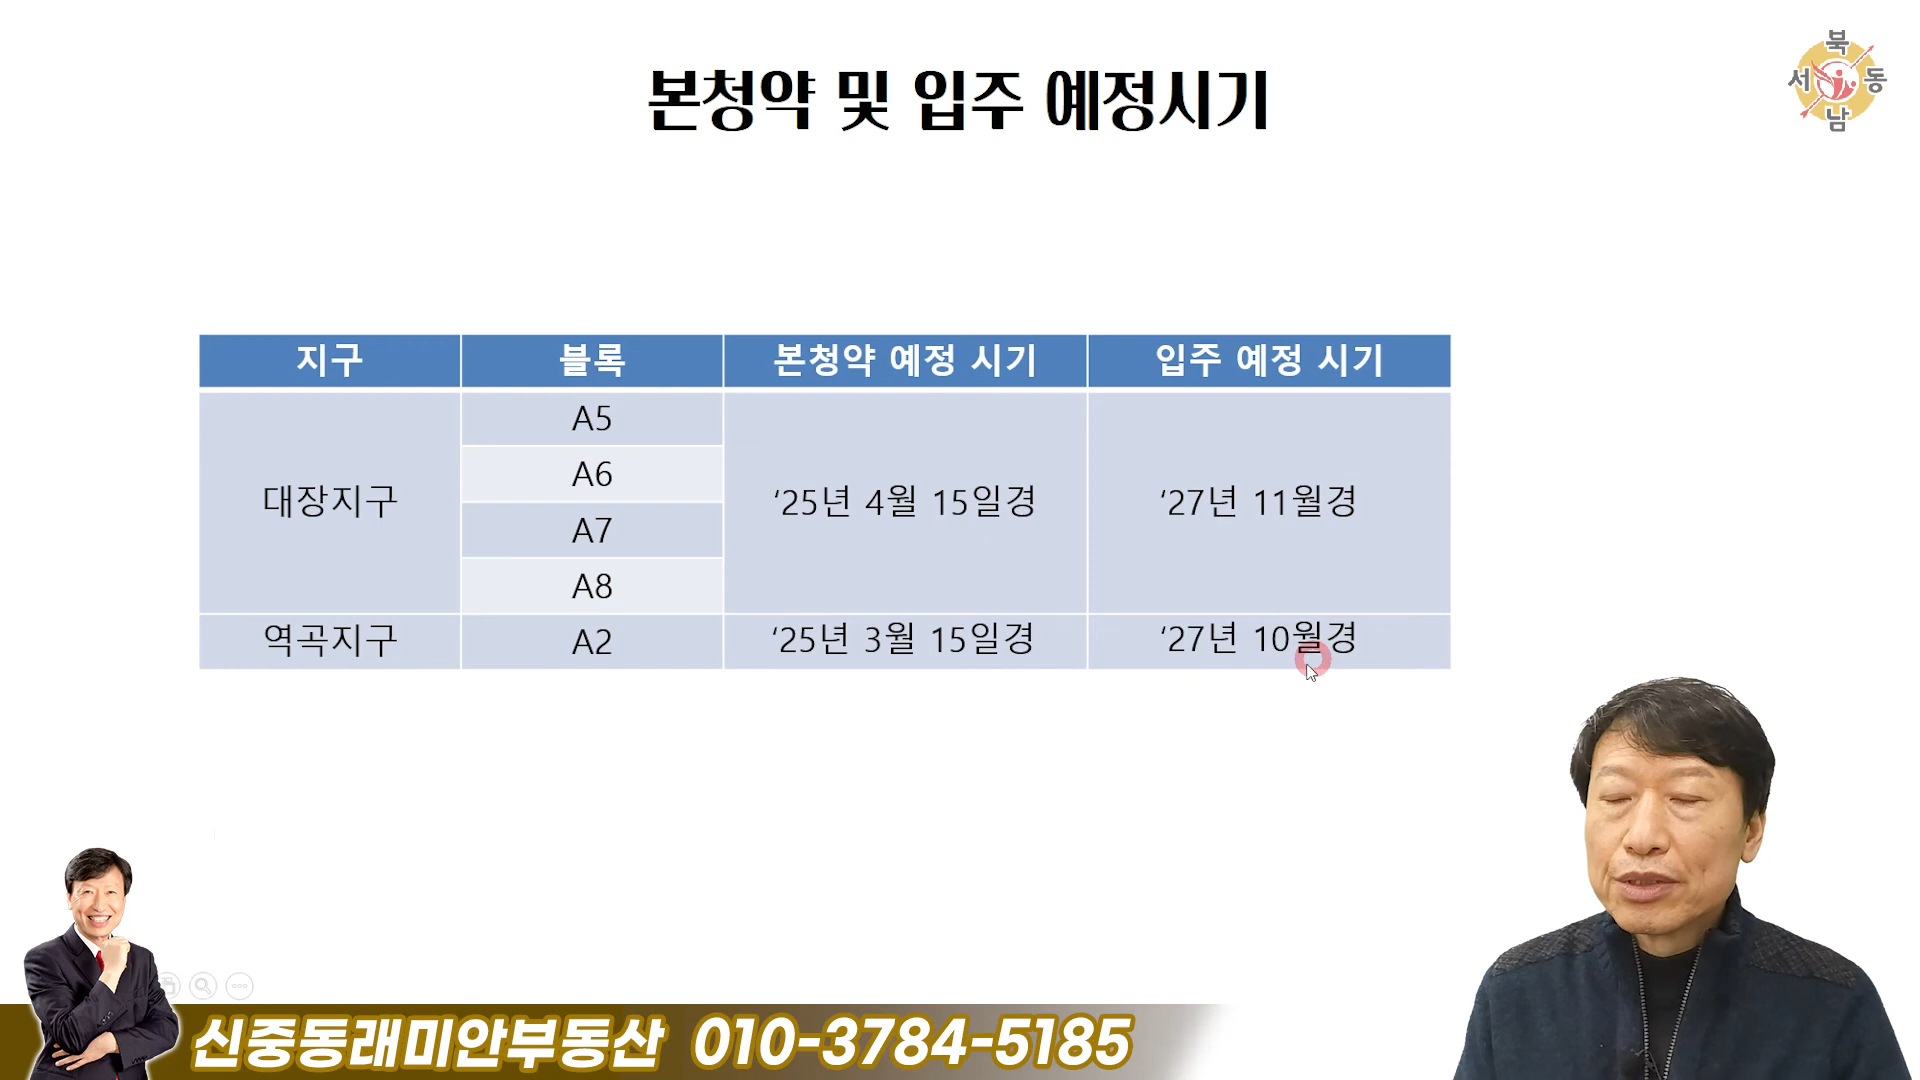 본청약 및 입주 예정시기
북
서 동
남
지구 블록 본청약 예정 시기 입주 예정 시기
대장지구 A5 ‘25년 4월 15일경 ‘27년 11월경
A6
A7
A8
역곡지구 A2 ‘25년 3월 15일경 ‘27년 10월경
신중동래미안부동산 010-3784-5185